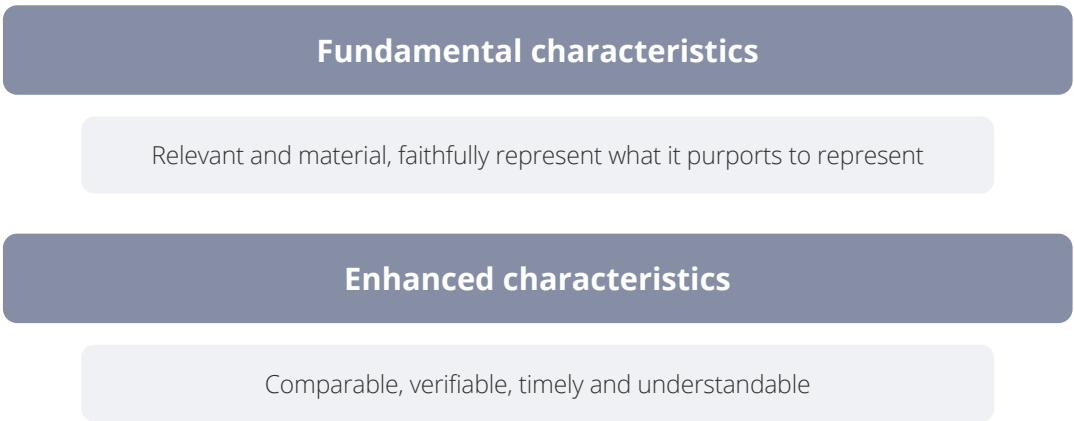 Fundamental characteristics
Relevant and material, faithfully represent what it purports to represent
Enhanced characteristics
Comparable, verifiable, timely and understandable